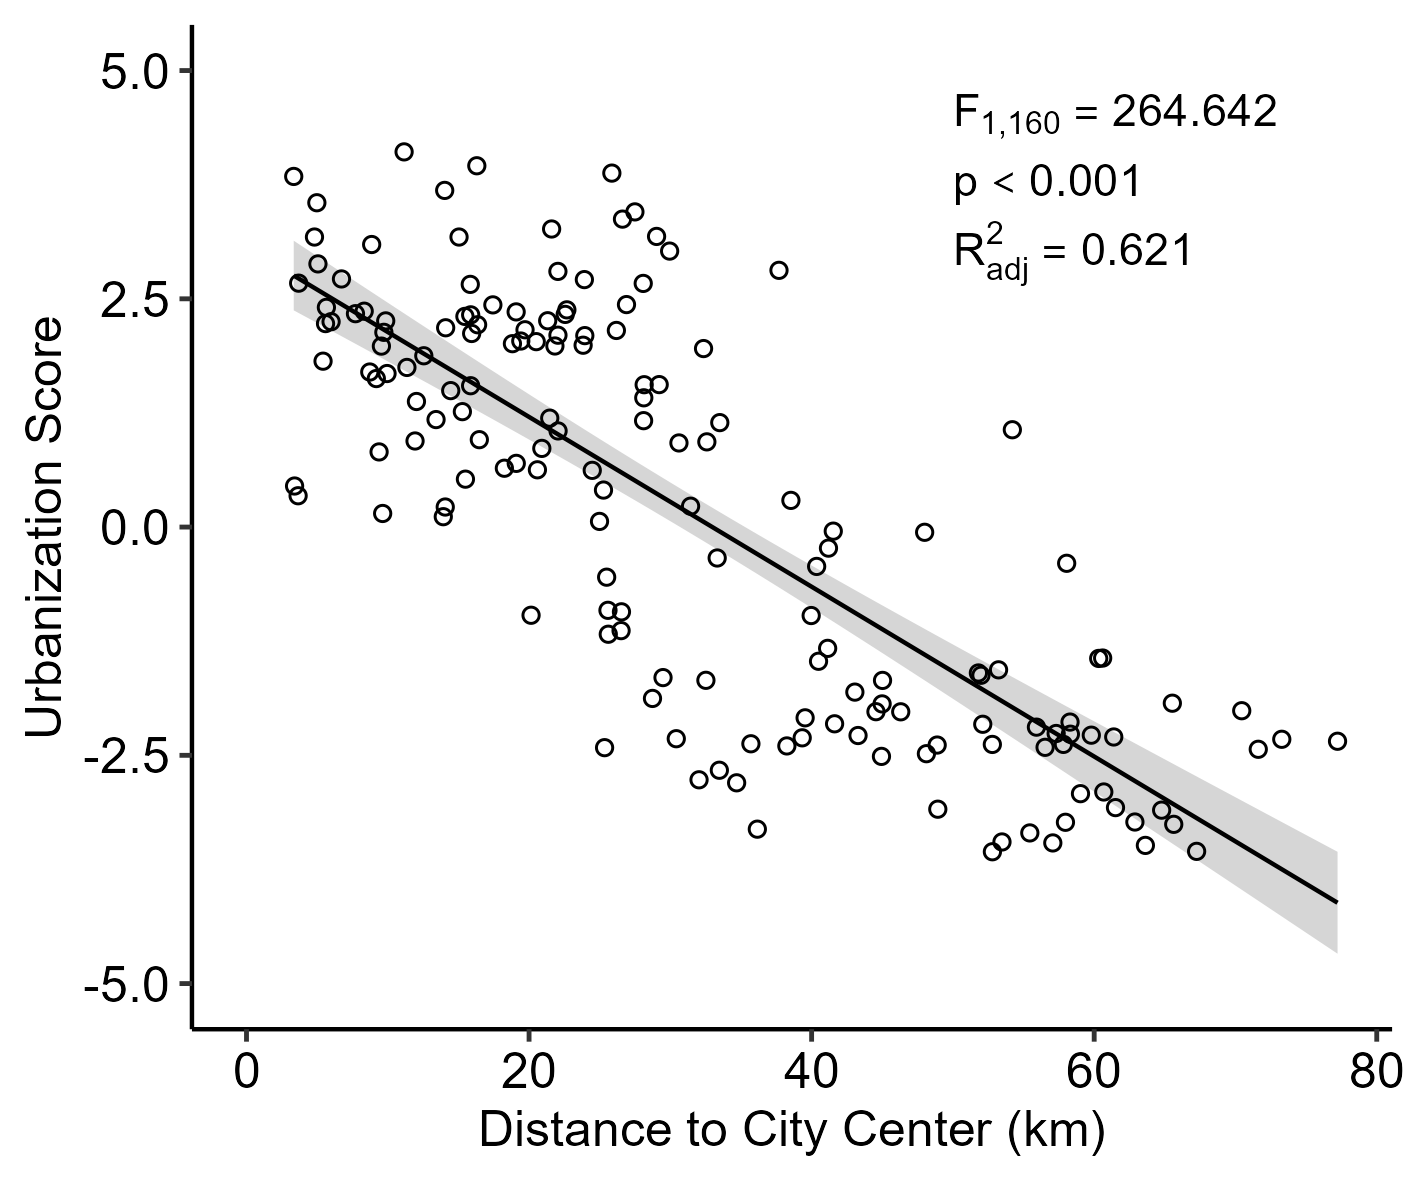 F1,160 = 264.642
p < 0.001
R2adj = 0.621
5.0
2.5
0.0
-2.5
-5.0
Urbanization Score
0 20 40 60 80
Distance to City Center (km)